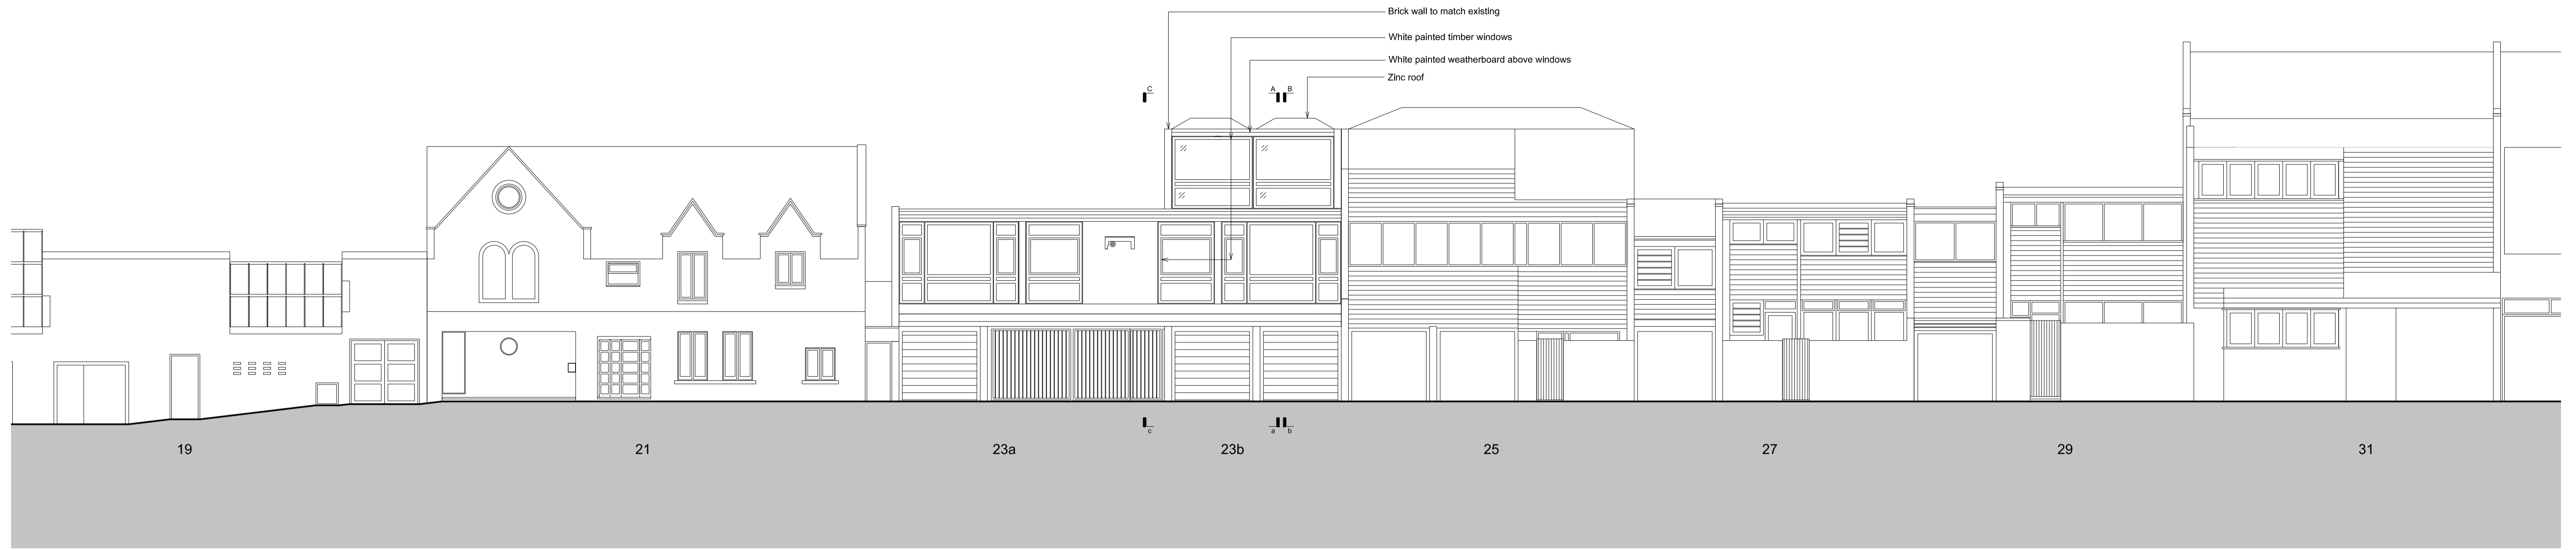 Brick wall to match existing
White painted timber windows
White painted weatherboard above windows
Zinc roof
C
A B
c
a b
19 21 23a 23b 25 27 29 31